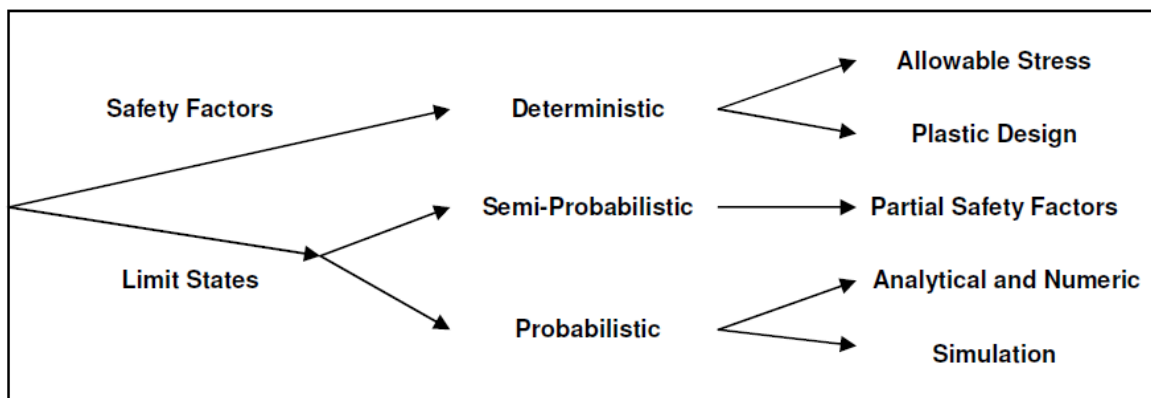 Allowable Stress
Safety Factors
Deterministic
Plastic Design
Semi-Probabilistic
Partial Safety Factors
Limit States
Analytical and Numeric
Probabilistic
Simulation